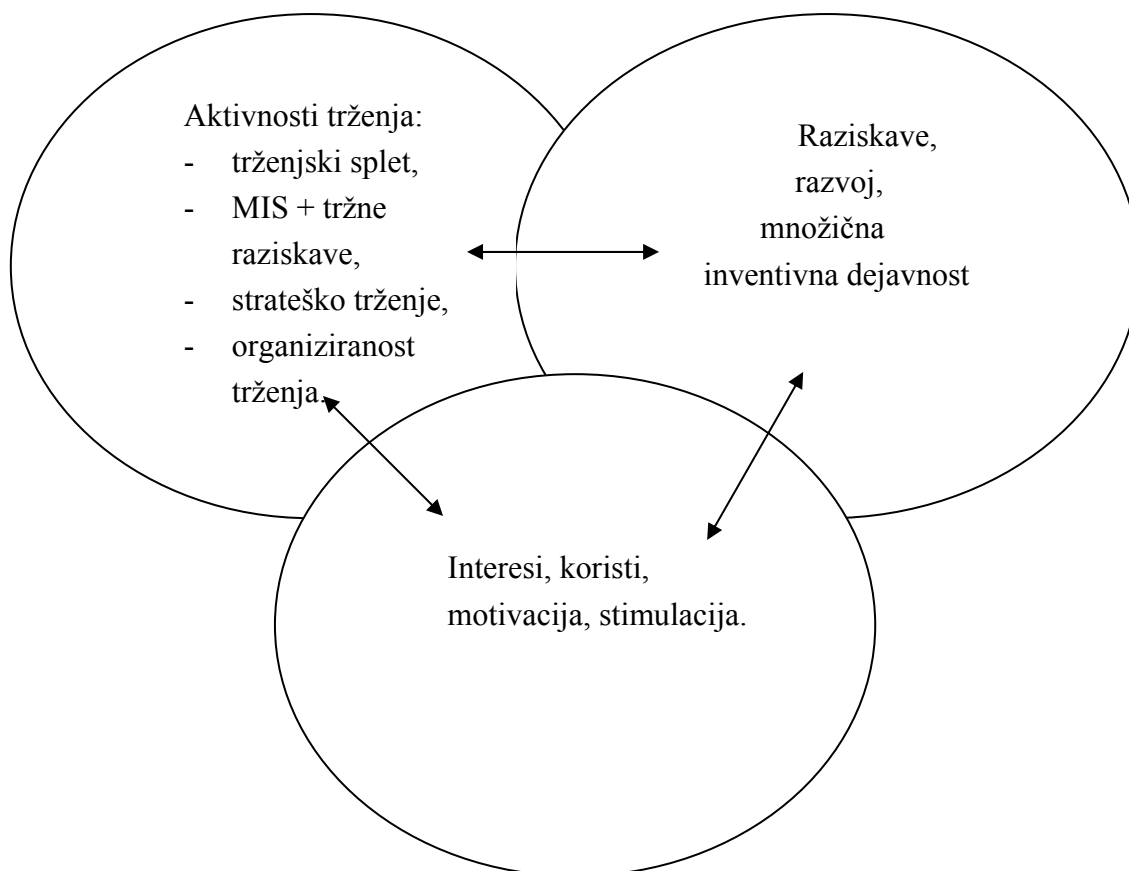 Aktivnosti trženja:
- trženjski splet,
- MIS + tržne
raziskave,
- strateško trženje,
- organiziranost
trženja.
Raziskave,
razvoj,
množična
inventivna dejavnost
Interesi, koristi,
motivacija, stimulacija.